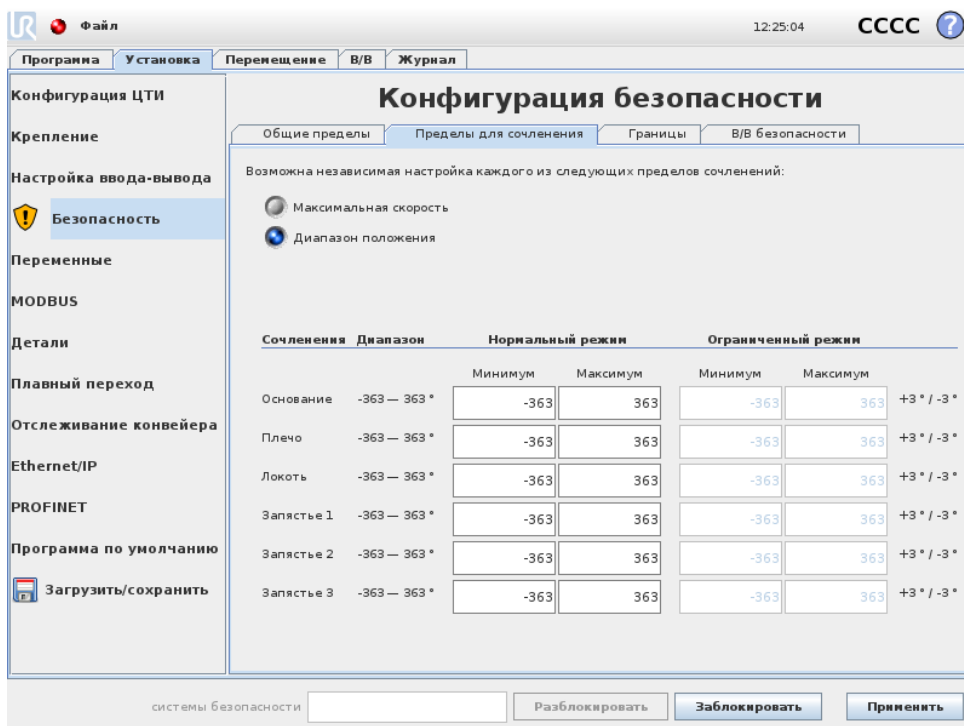 UR Файл 12:25:04 CCCC ?
Программа Установка Перемещение В/В Журнал
Конфигурация ЦТИ
Крепление
Настройка ввода-вывода
Безопасность
Переменные
MODBUS
Детали
Плавный переход
Отслеживание конвейера
Ethernet/IP
PROFINET
Программа по умолчанию
Загрузить/сохранить
Конфигурация безопасности
Общие пределы Пределы для сочленения Границы В/В безопасности
Возможна независимая настройка каждого из следующих пределов сочленений:
Максимальная скорость
Диапазон положения
Сочленения Диапазон Нормальный режим Ограниченный режим
Минимум Максимум Минимум Максимум
Основание -363 — 363 ° -363 363 -363 363 +3 ° / -3 °
Плечо -363 — 363 ° -363 363 -363 363 +3 ° / -3 °
Локоть -363 — 363 ° -363 363 -363 363 +3 ° / -3 °
Запястье 1 -363 — 363 ° -363 363 -363 363 +3 ° / -3 °
Запястье 2 -363 — 363 ° -363 363 -363 363 +3 ° / -3 °
Запястье 3 -363 — 363 ° -363 363 -363 363 +3 ° / -3 °
системы безопасности Разблокировать Заблокировать Применить